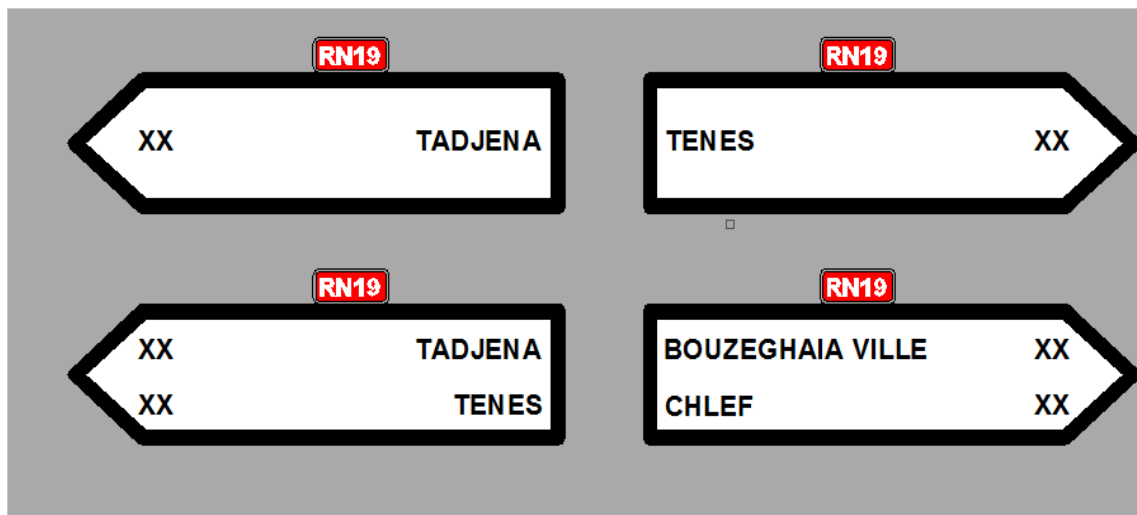 RN19
XX TADJENA
RN19
TENES XX
RN19
XX TADJENA
XX TENES
RN19
BOUZEGHAIA VILLE XX
CHLEF XX